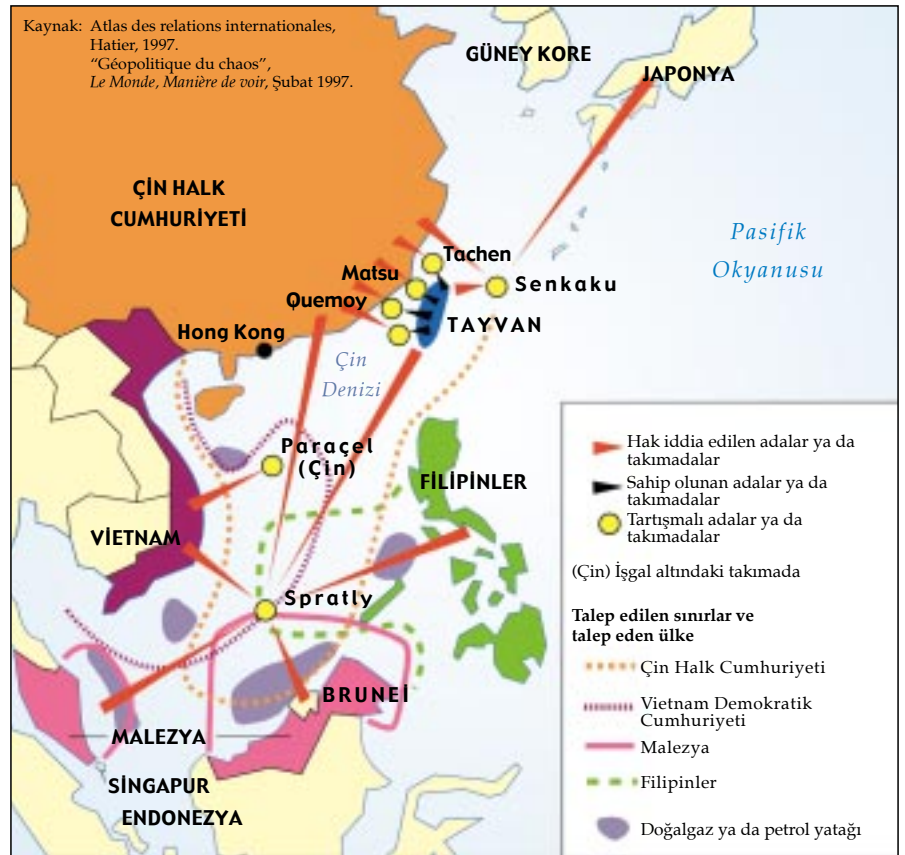 Kaynak: Atlas des relations internationales,
Hatier, 1997.
“Géopolitique du chaos”,
Le Monde, Manière de voir, Şubat 1997.
GÜNEY KORE
JAPONYA
ÇİN HALK
CUMHURİYETİ
Pasifik
Okyanusu
Tachen
Matsu
Senkaku
Quemoy
TAYVAN
Hong Kong
Çin
Denizi
Paraçel
(Çin)
FİLİPİNLER
VİETNAM
Spratly
BRUNEİ
MALEZYA
SİNGAPUR
ENDONEZYA
Hak iddia edilen adalar ya da
takımadalar
Sahip olunan adalar ya da
takımadalar
Tartışmalı adalar ya da
takımadalar
(Çin) İşgal altındaki takımada
Talep edilen sınırlar ve
talep eden ülke
Çin Halk Cumhuriyeti
Vietnam Demokratik
Cumhuriyeti
Malezya
Filipinler
Doğalgaz ya da petrol yatağı